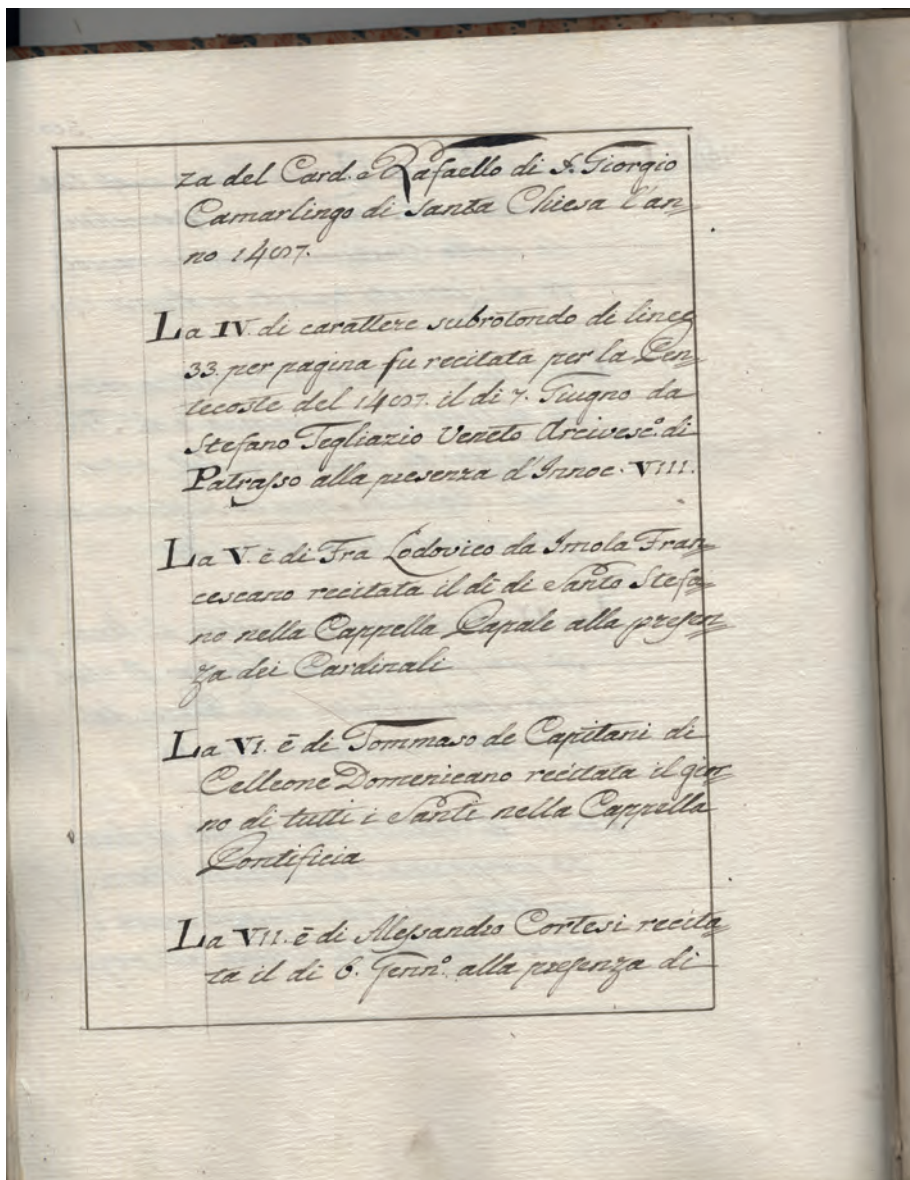 za del Card.e Rafaello di S. Giorgio
Camarlingo di Santa Chiesa l'an=
no 1487.
La IV. di carattere subrotondo di linee
33. per pagina fu recitata per la Pen=
tecoste del 1487. il di 7. Giugno da
Stefano Tegliazio Veneto Arcivesc.º di
Patrasso alla presenza d'Innoc. VIII.
La V. è di Fra Lodovico da Imola Fran=
cescano recitata il dì di Santo Stefa=
no nella Cappella Papale alla presen=
za dei Cardinali
La VI. è di Tommaso de Capitani di
Celleone Domenicano recitata il gior=
no di tutti i Santi nella Cappella
Pontificia
La VII. è di Alessandro Cortesi recita=
ta il di 6. Genn.º alla presenza di